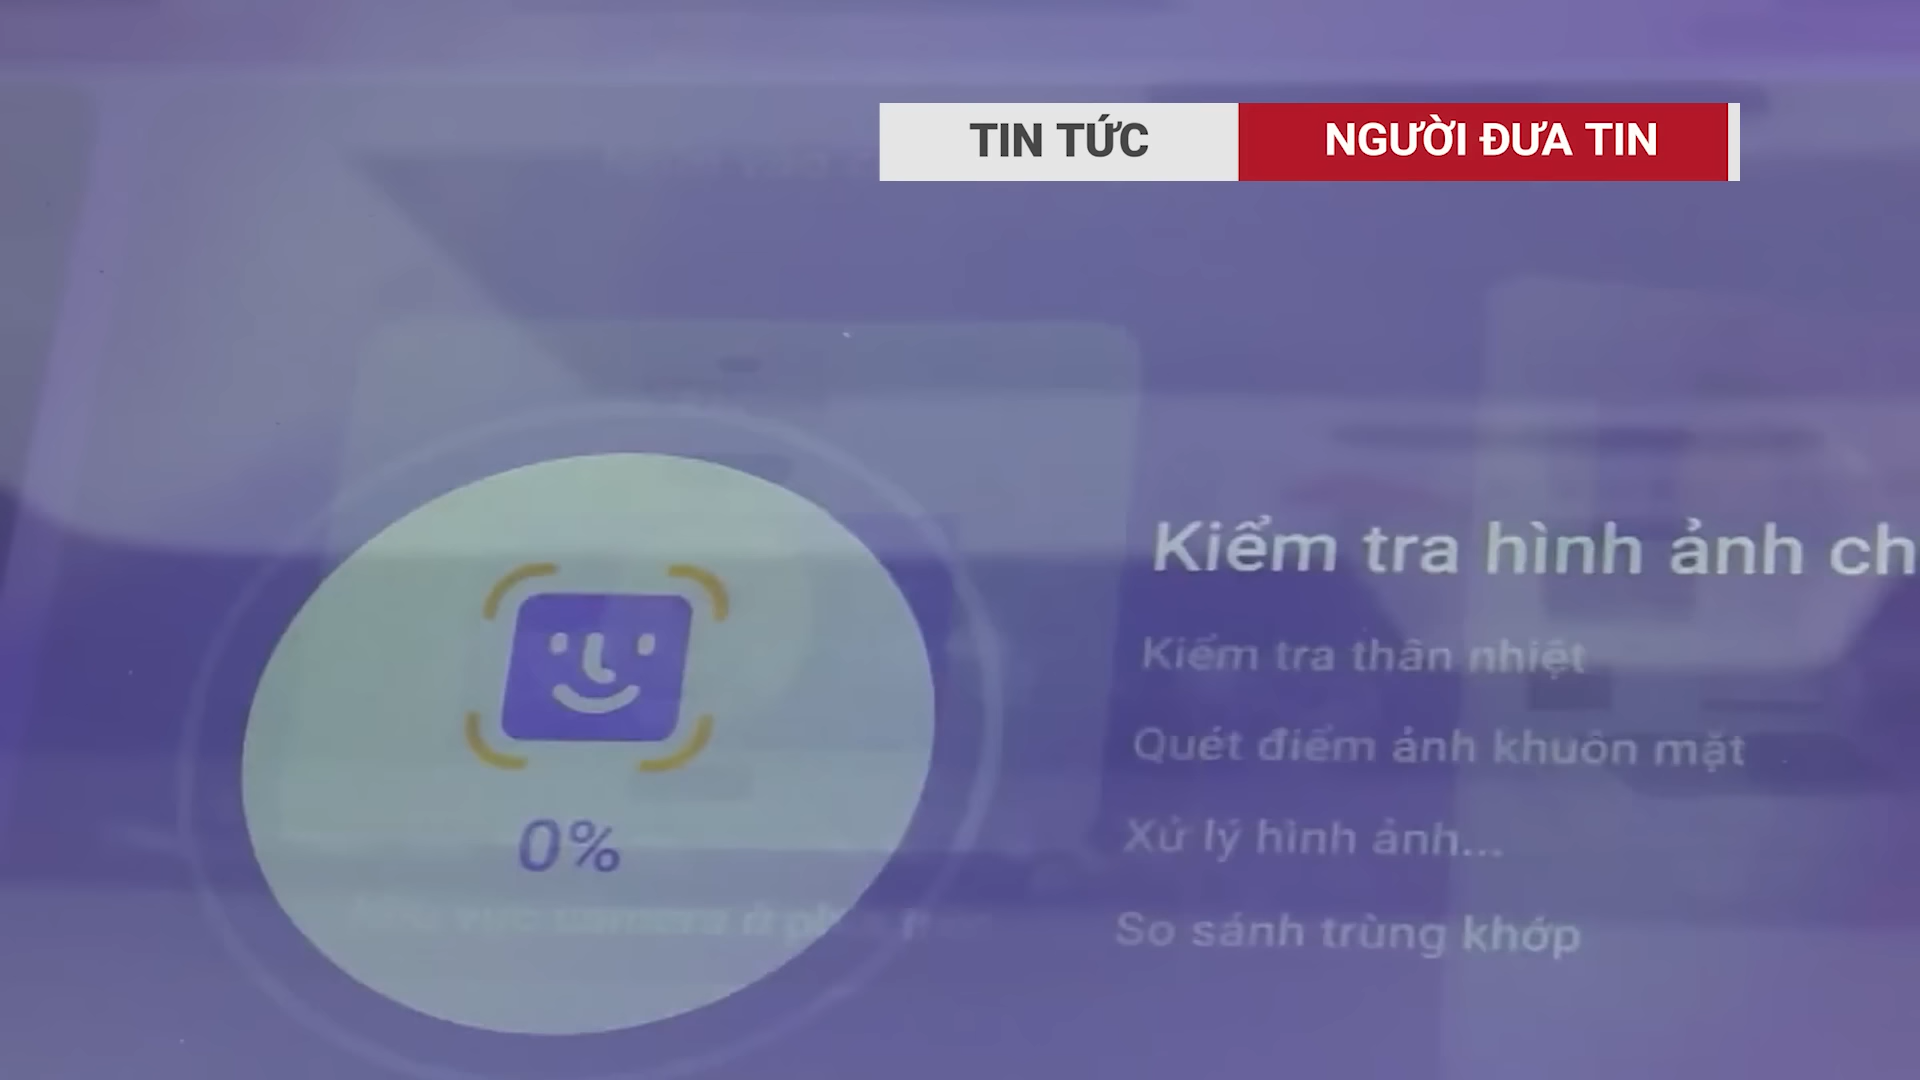 TIN TỨC NGƯỜI ĐƯA TIN
Kiểm tra hình ảnh
Kiểm tra thân nhiệt
Quét điểm ảnh khuôn mặt
Xử lý hình ảnh...
So sánh trùng khớp
0%
camera ở